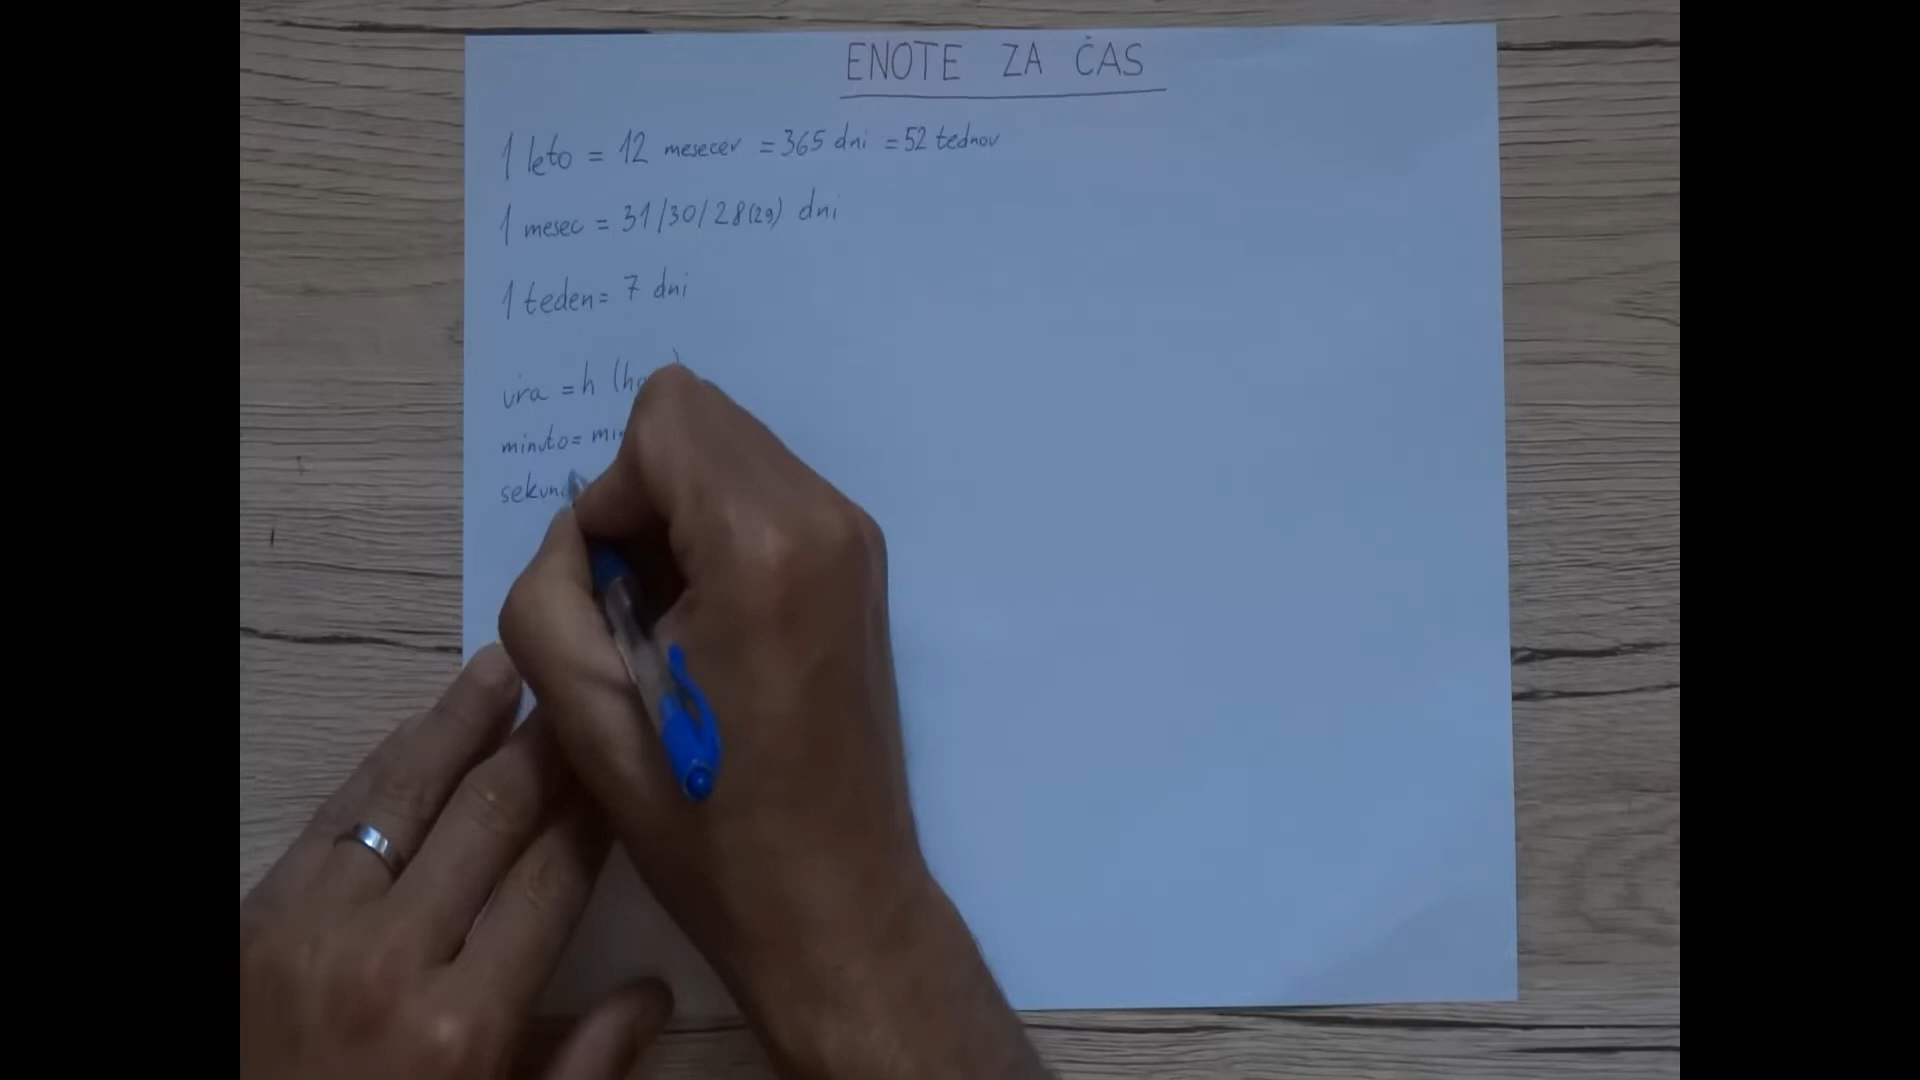 ENOTE ZA ČAS
1 leto = 12 mesecev = 365 dni = 52 tednov
1 mesec = 31/30/28(29) dni
1 teden = 7 dni
ura = h
minuto =